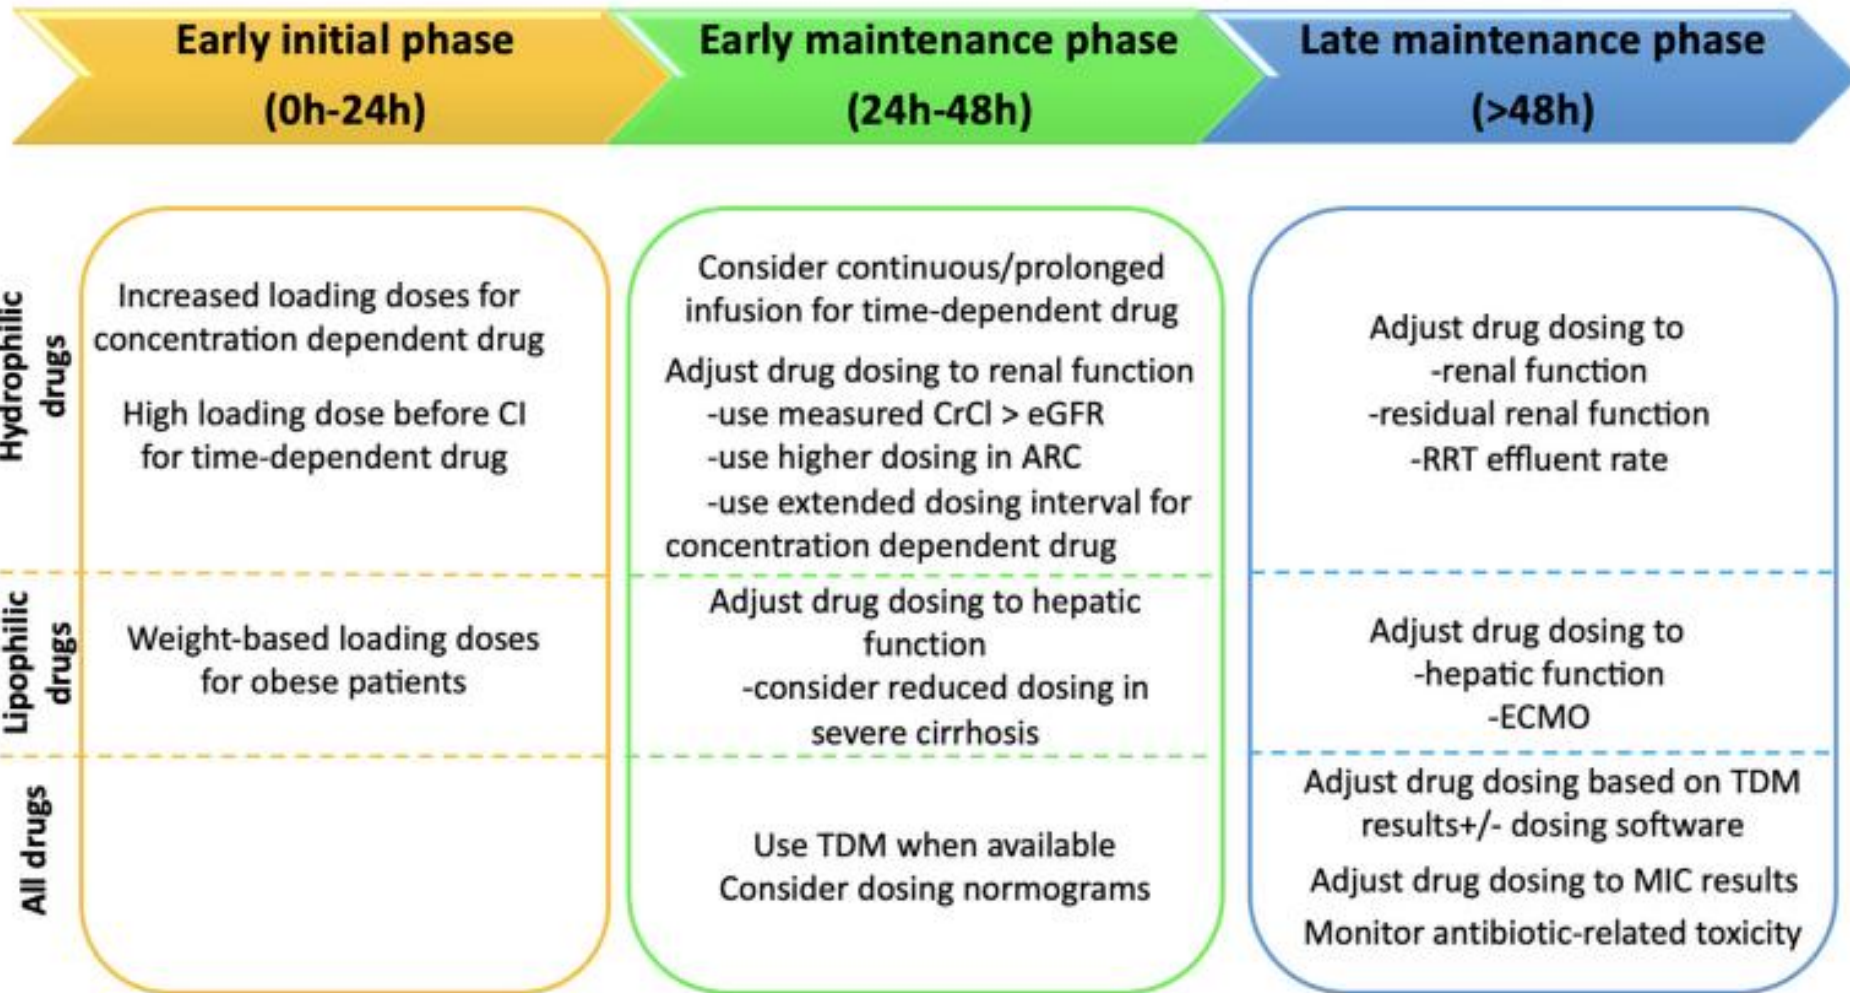 Early initial phase
(0h-24h)
Early maintenance phase
(24h-48h)
Late maintenance phase
(>48h)
Hydrophilic
drugs
Increased loading doses for
concentration dependent drug
High loading dose before CI
for time-dependent drug
Consider continuous/prolonged
infusion for time-dependent drug
Adjust drug dosing to renal function
-use measured CrCl > eGFR
-use higher dosing in ARC
-use extended dosing interval for
concentration dependent drug
Adjust drug dosing to
-renal function
-residual renal function
-RRT effluent rate
Lipophilic
drugs
Weight-based loading doses
for obese patients
Adjust drug dosing to hepatic
function
-consider reduced dosing in
severe cirrhosis
Adjust drug dosing to
-hepatic function
-ECMO
All drugs
Use TDM when available
Consider dosing normograms
Adjust drug dosing based on TDM
results+/- dosing software
Adjust drug dosing to MIC results
Monitor antibiotic-related toxicity